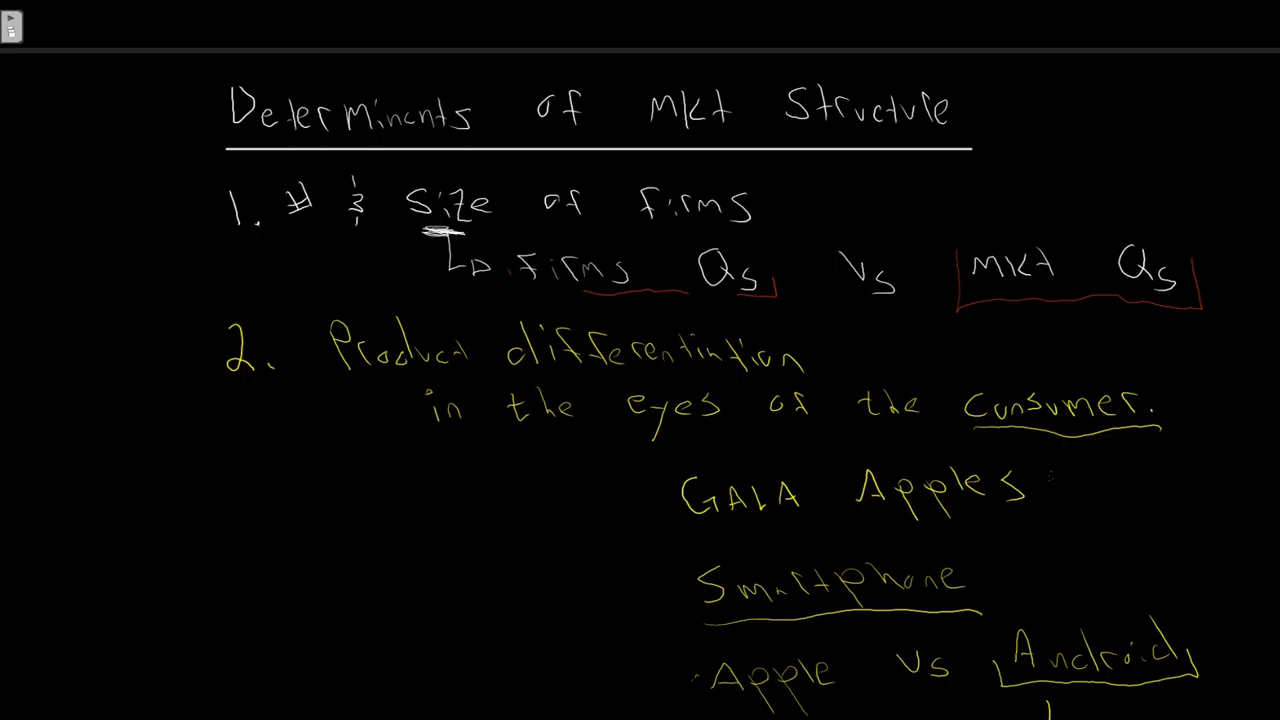 Determinants of Mkt Structure
1. # & Size of firms
firms Qs Vs Mkt Qs
2. Product differentintion
in the eyes of the consumer.
GALA Apples
Smartphone
Apple vs Android